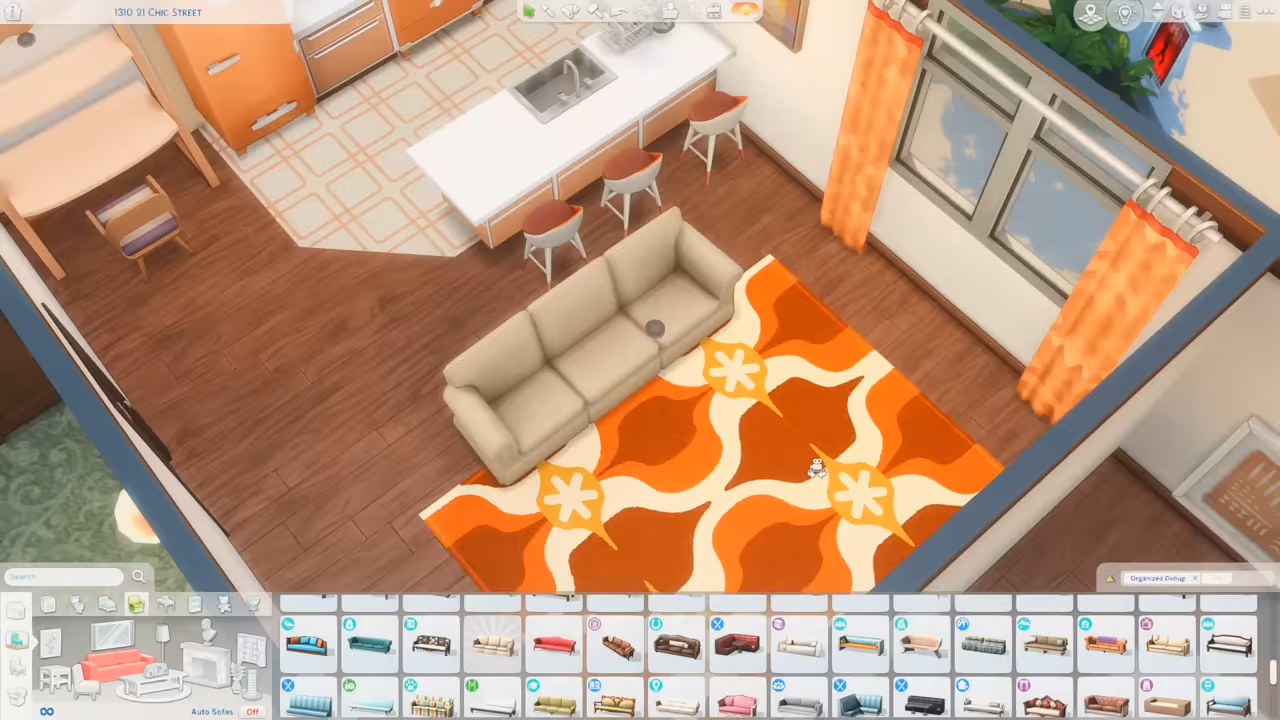 1310 21 Chic Street
Search
Organized Debug
Auto Sofas
Off